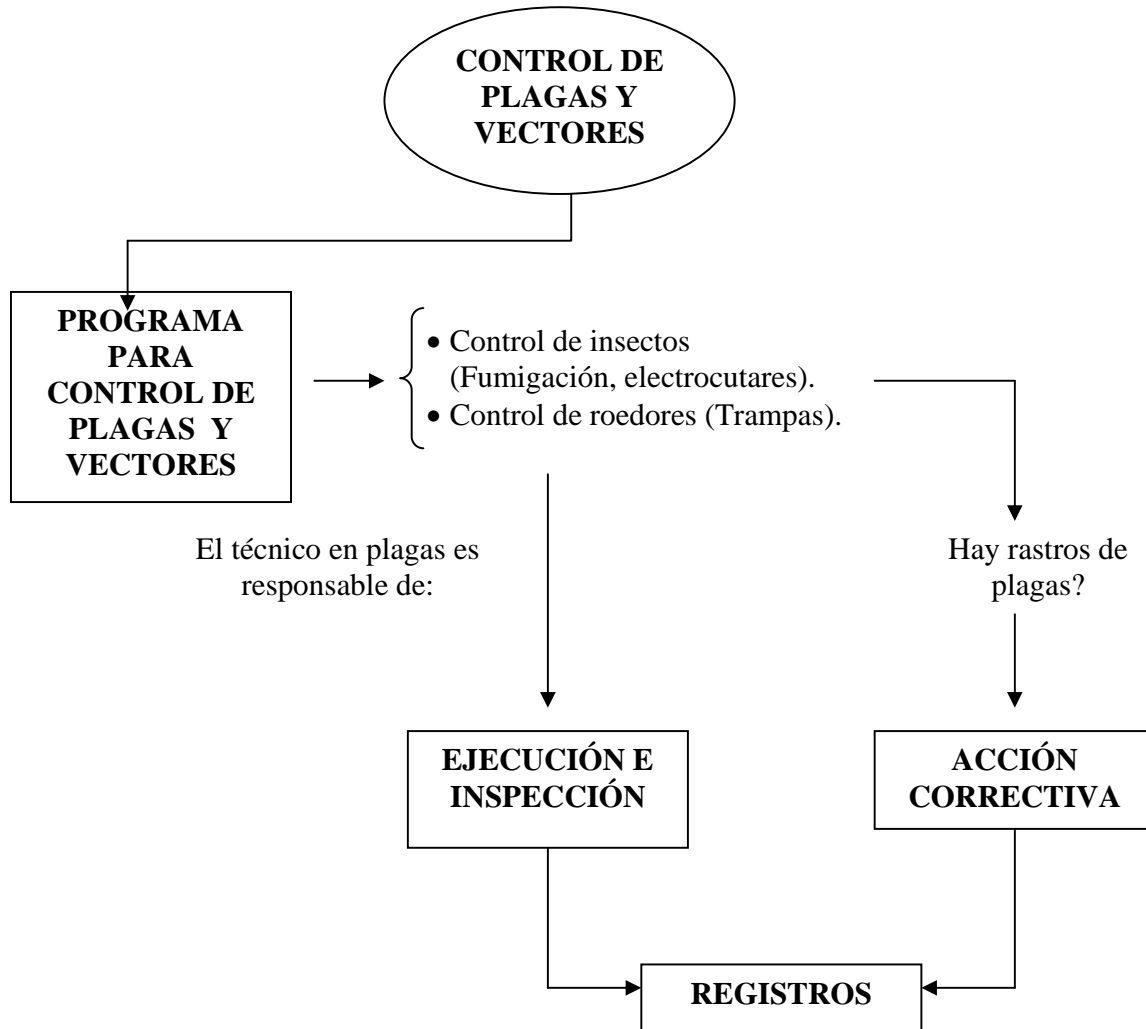 CONTROL DE
PLAGAS Y
VECTORES
PROGRAMA
PARA
CONTROL DE
PLAGAS Y
VECTORES
• Control de insectos
(Fumigación, electrocutares).
• Control de roedores (Trampas).
El técnico en plagas es
responsable de:
Hay rastros de
plagas?
EJECUCIÓN E
INSPECCIÓN
ACCIÓN
CORRECTIVA
REGISTROS